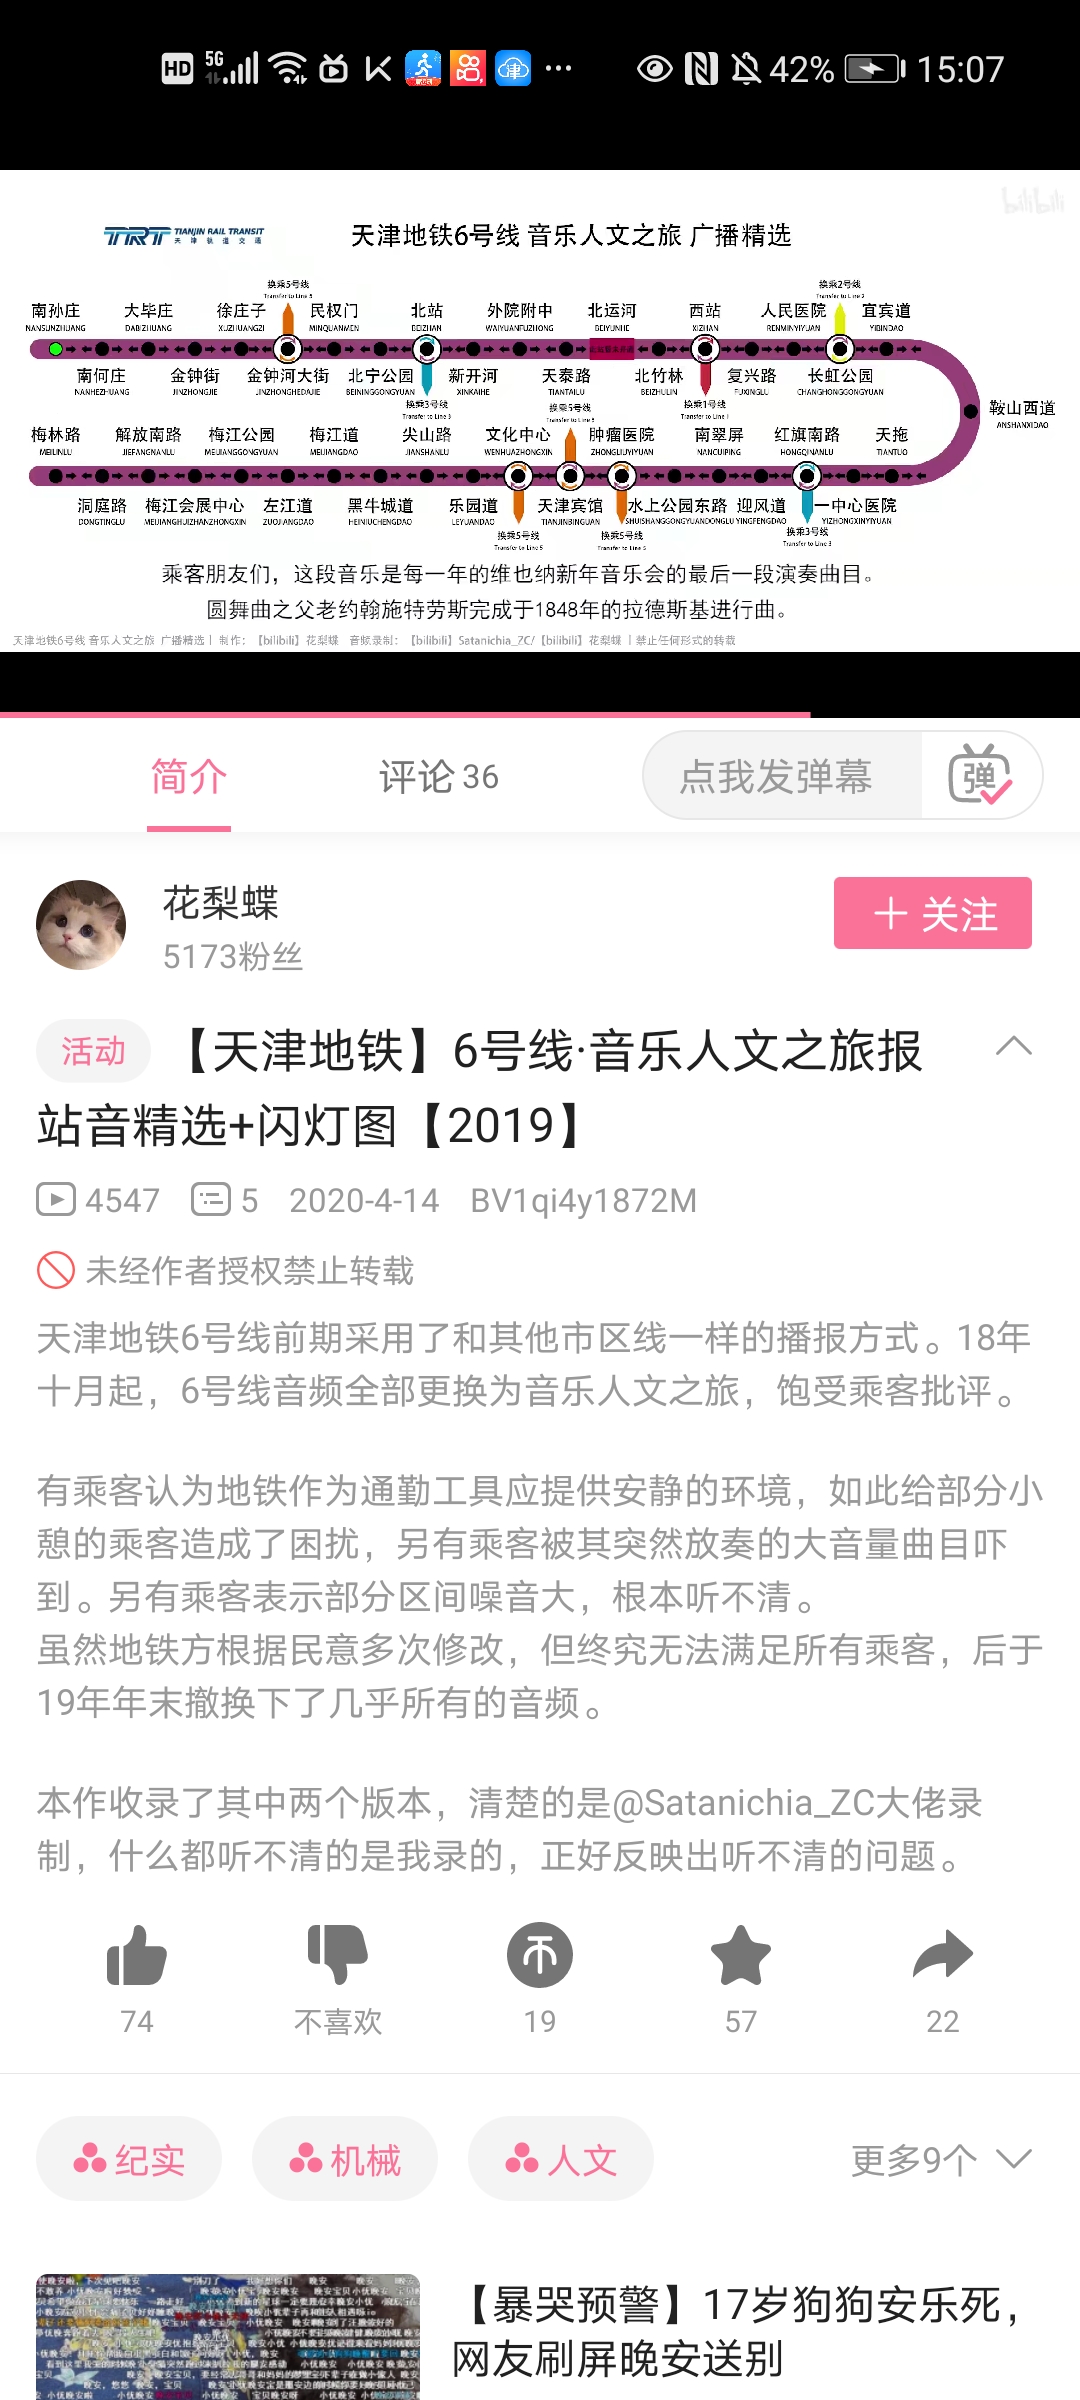 HD 5G 42% 15:07
bilibili
TRT TIANJIN RAIL TRANSIT
天津轨道交通
天津地铁6号线 音乐人文之旅 广播精选
换乘5号线 换乘2号线
Transfer to Line 5 Transfer to Line 2
南孙庄 大毕庄 徐庄子 民权门 北站 外院附中 北运河 西站 人民医院 宜宾道
NANSUNZHUANG DABIZHUANG XUZHUANGZI MINQUANMEN BEIZHAN WAIYUANFUZHONG BEIYUNHE XIZHAN RENMINYIYUAN YIBINDAO
南何庄 金钟街 金钟河大街 北宁公园 新开河 天泰路 北竹林 复兴路 长虹公园
NANHEZHUANG JINZHONGJIE JINZHONGHEDAJIE BEININGGONGYUAN XINKAIHE TIANTAILU BEIZHULIN FUXINGLU CHANGHONGGONGYUAN
换乘3号线 换乘5号线 换乘1号线
Transfer to Line 3 Transfer to Line 5 Transfer to Line 1
鞍山西道
ANSHANXIDAO
梅林路 解放南路 梅江公园 梅江道 尖山路 文化中心 肿瘤医院 南翠屏 红旗南路 天拖
MEILINLU JIEFANGNANLU MEIJIANGGONGYUAN MEIJIANGDAO JIANSHANLU WENHUAZHONGXIN ZHONGLIUYIYUAN NANCUIPING HONGQINANLU TIANTUO
洞庭路 梅江会展中心 左江道 黑牛城道 乐园道 天津宾馆 水上公园东路 迎风道 一中心医院
DONGTINGLU MEIJIANGHUIZHANZHONGXIN ZUOJIANGDAO HEINIUCHENGDAO LEYUANDAO TIANJINBINGUAN SHUISHANGGONGYUANDONGLU YINGFENGDAO YIZHONGXINYIYUAN
换乘5号线 换乘5号线 换乘3号线
Transfer to Line 5 Transfer to Line 5 Transfer to Line 3
乘客朋友们，这段音乐是每一年的维也纳新年音乐会的最后一段演奏曲目。
圆舞曲之父老约翰施特劳斯完成于1848年的拉德斯基进行曲。
天津地铁6号线 音乐人文之旅 广播精选丨 制作：【bilibili】花梨蝶 音频录制：【bilibili】Satanichia_ZC/【bilibili】花梨蝶 丨禁止任何形式的转载
简介 评论 36 点我发弹幕 弹
花梨蝶
5173粉丝
+ 关注
活动 【天津地铁】6号线·音乐人文之旅报
站音精选+闪灯图【2019】
4547 5 2020-4-14 BV1qi4y1872M
未经作者授权禁止转载
天津地铁6号线前期采用了和其他市区线一样的播报方式。18年
十月起，6号线音频全部更换为音乐人文之旅，饱受乘客批评。
有乘客认为地铁作为通勤工具应提供安静的环境，如此给部分小
憩的乘客造成了困扰，另有乘客被其突然放奏的大音量曲目吓
到。另有乘客表示部分区间噪音大，根本听不清。
虽然地铁方根据民意多次修改，但终究无法满足所有乘客，后于
19年年末撤换下了几乎所有的音频。
本作收录了其中两个版本，清楚的是@Satanichia_ZC大佬录
制，什么都听不清的是我录的，正好反映出听不清的问题。
74 不喜欢 19 57 22
纪实 机械 人文 更多9个
【暴哭预警】17岁狗狗安乐死，
网友刷屏晚安送别